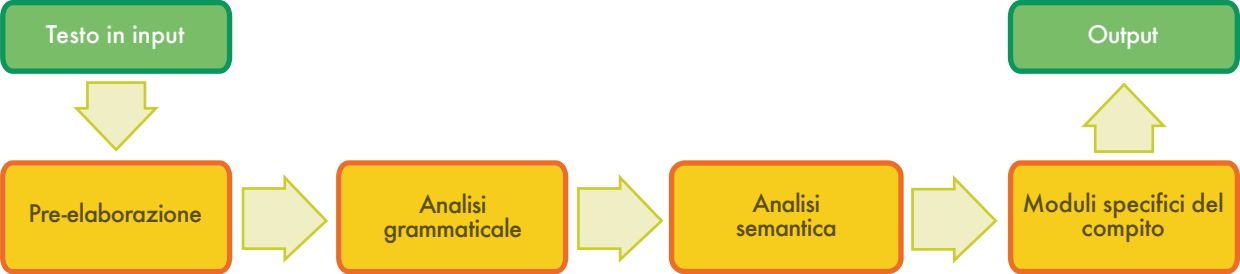 Testo in input
Output
Pre-elaborazione
Analisi
grammaticale
Analisi
semantica
Moduli specifici del
compito